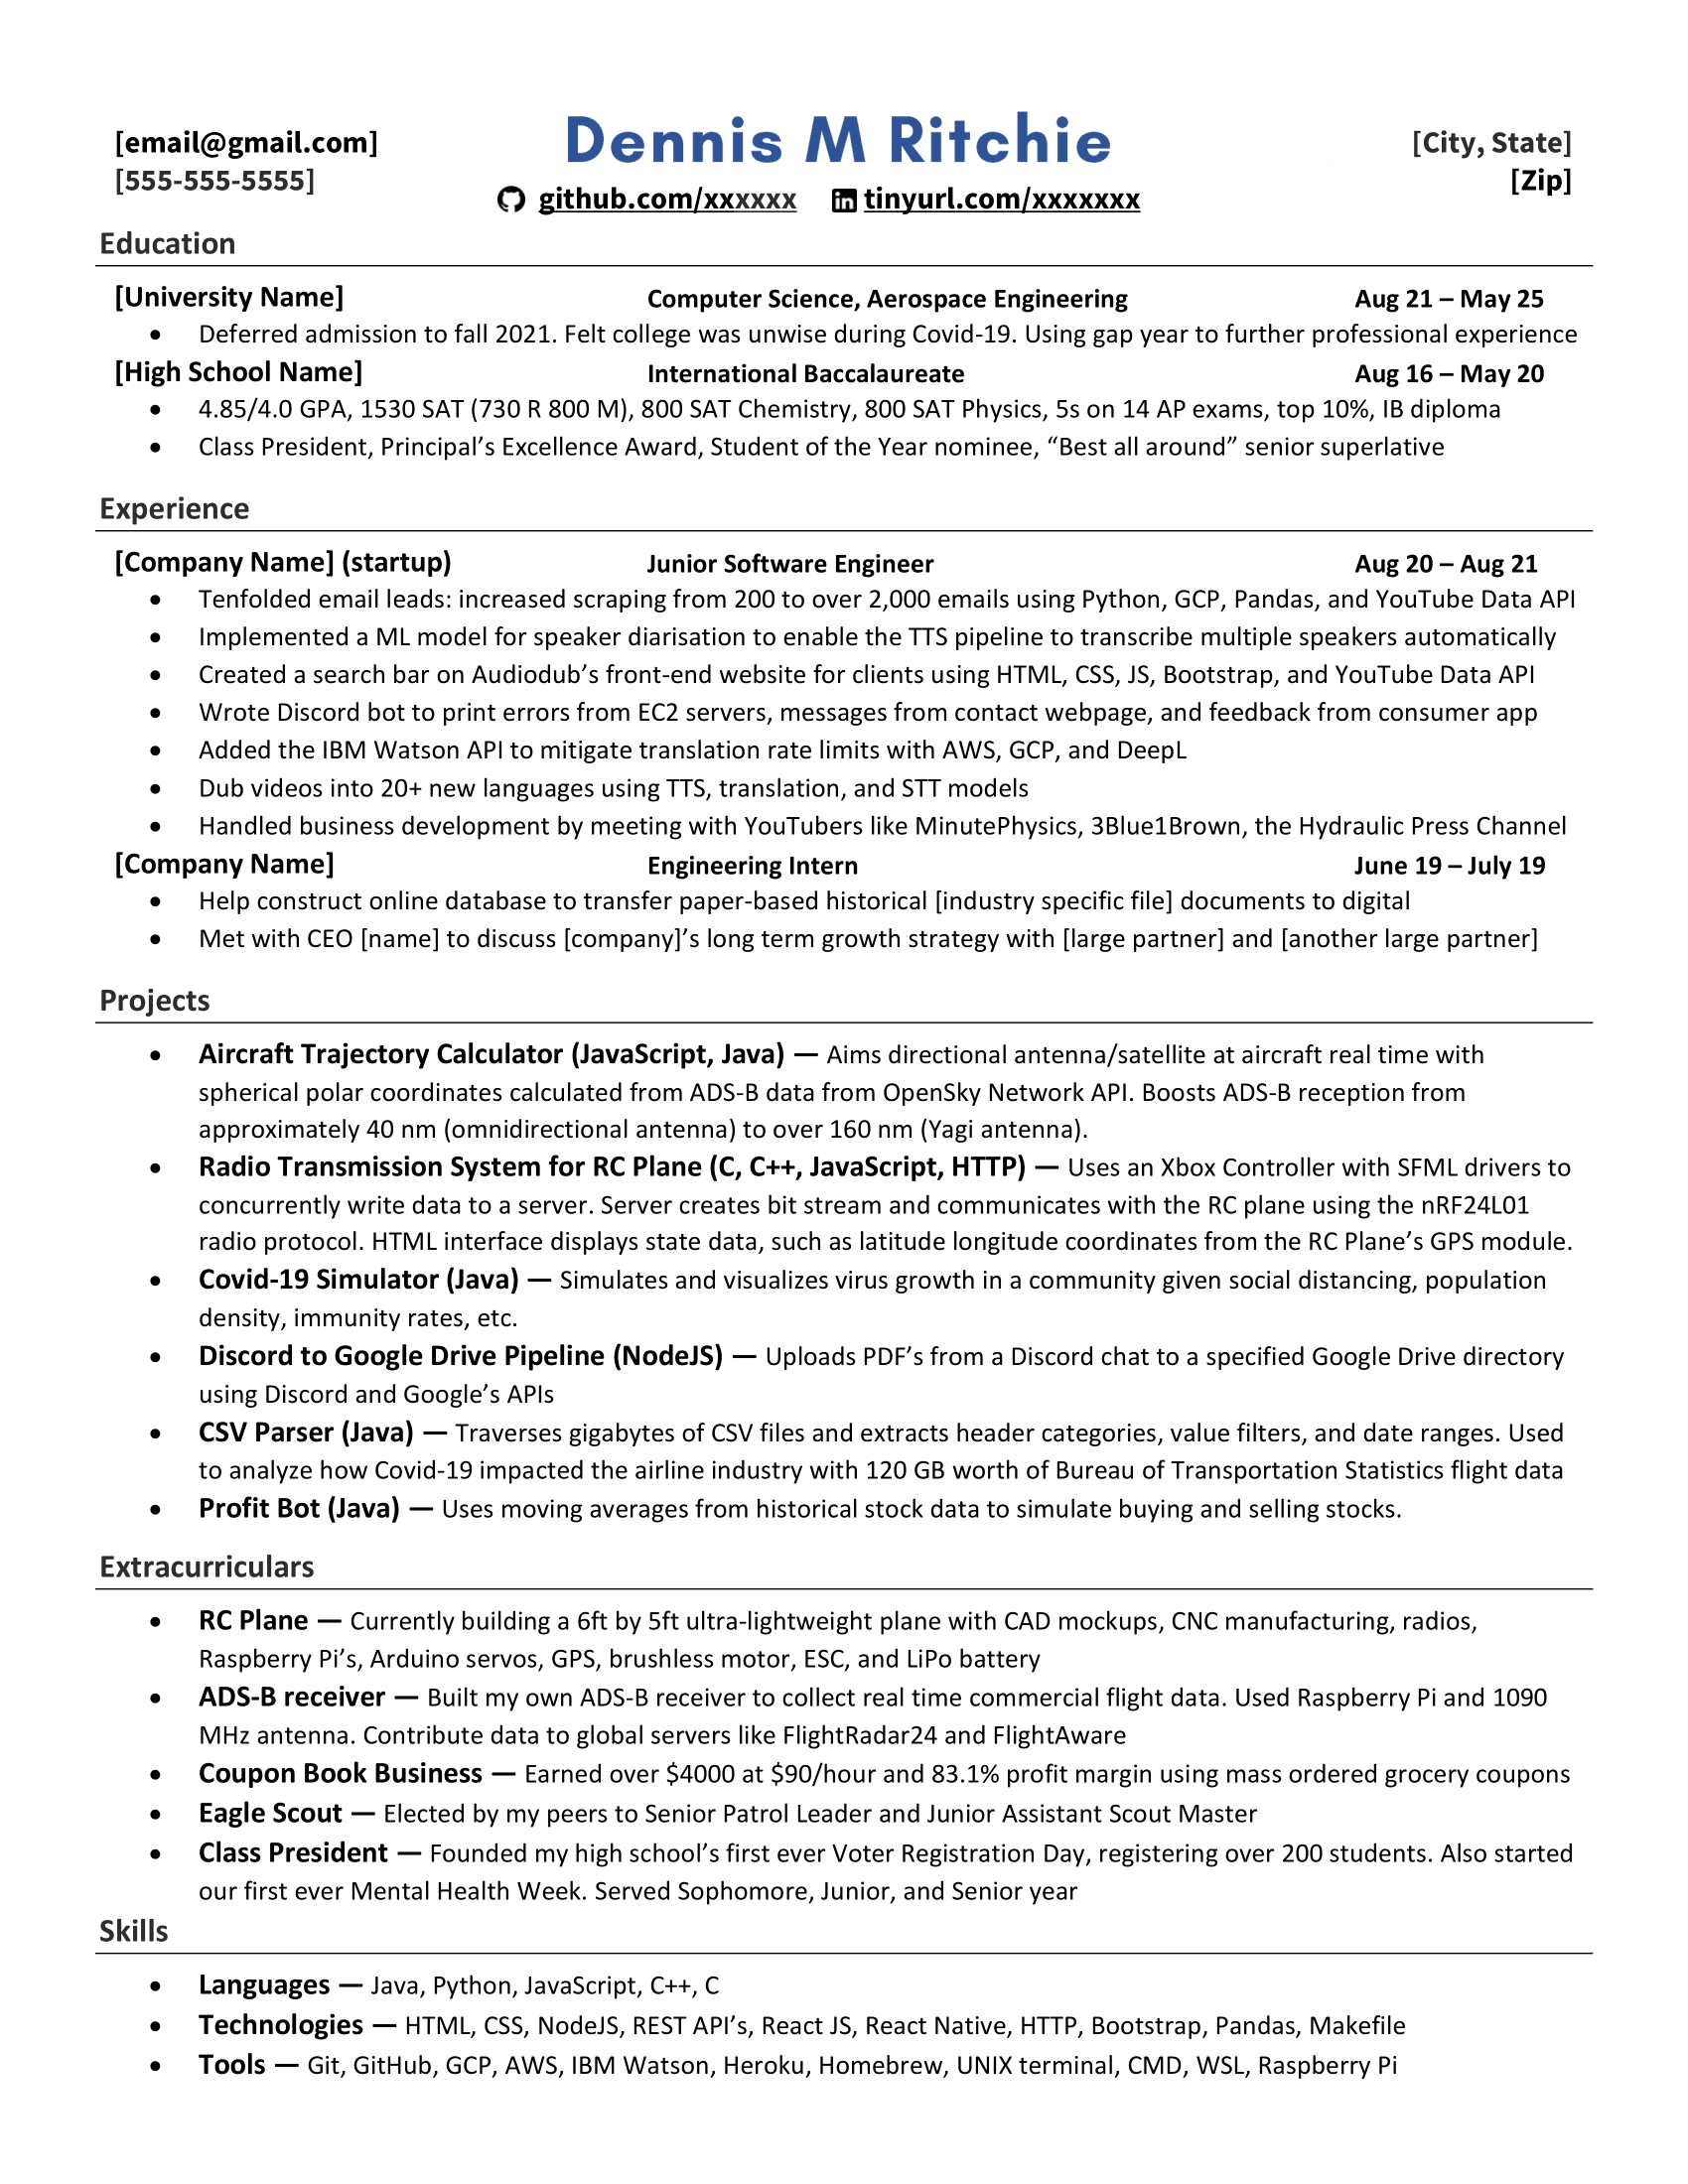 Dennis M Ritchie
[email@gmail.com]
[555-555-5555]
[City, State]
[Zip]
github.com/xxxxxx tinyurl.com/xxxxxxx
Education
[University Name] Computer Science, Aerospace Engineering Aug 21 – May 25
• Deferred admission to fall 2021. Felt college was unwise during Covid-19. Using gap year to further professional experience
[High School Name] International Baccalaureate Aug 16 – May 20
• 4.85/4.0 GPA, 1530 SAT (730 R 800 M), 800 SAT Chemistry, 800 SAT Physics, 5s on 14 AP exams, top 10%, IB diploma
• Class President, Principal’s Excellence Award, Student of the Year nominee, “Best all around” senior superlative
Experience
[Company Name] (startup) Junior Software Engineer Aug 20 – Aug 21
• Tenfolded email leads: increased scraping from 200 to over 2,000 emails using Python, GCP, Pandas, and YouTube Data API
• Implemented a ML model for speaker diarisation to enable the TTS pipeline to transcribe multiple speakers automatically
• Created a search bar on Audiodub’s front-end website for clients using HTML, CSS, JS, Bootstrap, and YouTube Data API
• Wrote Discord bot to print errors from EC2 servers, messages from contact webpage, and feedback from consumer app
• Added the IBM Watson API to mitigate translation rate limits with AWS, GCP, and DeepL
• Dub videos into 20+ new languages using TTS, translation, and STT models
• Handled business development by meeting with YouTubers like MinutePhysics, 3Blue1Brown, the Hydraulic Press Channel
[Company Name] Engineering Intern June 19 – July 19
• Help construct online database to transfer paper-based historical [industry specific file] documents to digital
• Met with CEO [name] to discuss [company]’s long term growth strategy with [large partner] and [another large partner]
Projects
• Aircraft Trajectory Calculator (JavaScript, Java) — Aims directional antenna/satellite at aircraft real time with
spherical polar coordinates calculated from ADS-B data from OpenSky Network API. Boosts ADS-B reception from
approximately 40 nm (omnidirectional antenna) to over 160 nm (Yagi antenna).
• Radio Transmission System for RC Plane (C, C++, JavaScript, HTTP) — Uses an Xbox Controller with SFML drivers to
concurrently write data to a server. Server creates bit stream and communicates with the RC plane using the nRF24L01
radio protocol. HTML interface displays state data, such as latitude longitude coordinates from the RC Plane’s GPS module.
• Covid-19 Simulator (Java) — Simulates and visualizes virus growth in a community given social distancing, population
density, immunity rates, etc.
• Discord to Google Drive Pipeline (NodeJS) — Uploads PDF’s from a Discord chat to a specified Google Drive directory
using Discord and Google’s APIs
• CSV Parser (Java) — Traverses gigabytes of CSV files and extracts header categories, value filters, and date ranges. Used
to analyze how Covid-19 impacted the airline industry with 120 GB worth of Bureau of Transportation Statistics flight data
• Profit Bot (Java) — Uses moving averages from historical stock data to simulate buying and selling stocks.
Extracurriculars
• RC Plane — Currently building a 6ft by 5ft ultra-lightweight plane with CAD mockups, CNC manufacturing, radios,
Raspberry Pi’s, Arduino servos, GPS, brushless motor, ESC, and LiPo battery
• ADS-B receiver — Built my own ADS-B receiver to collect real time commercial flight data. Used Raspberry Pi and 1090
MHz antenna. Contribute data to global servers like FlightRadar24 and FlightAware
• Coupon Book Business — Earned over $4000 at $90/hour and 83.1% profit margin using mass ordered grocery coupons
• Eagle Scout — Elected by my peers to Senior Patrol Leader and Junior Assistant Scout Master
• Class President — Founded my high school’s first ever Voter Registration Day, registering over 200 students. Also started
our first ever Mental Health Week. Served Sophomore, Junior, and Senior year
Skills
• Languages — Java, Python, JavaScript, C++, C
• Technologies — HTML, CSS, NodeJS, REST API’s, React JS, React Native, HTTP, Bootstrap, Pandas, Makefile
• Tools — Git, GitHub, GCP, AWS, IBM Watson, Heroku, Homebrew, UNIX terminal, CMD, WSL, Raspberry Pi